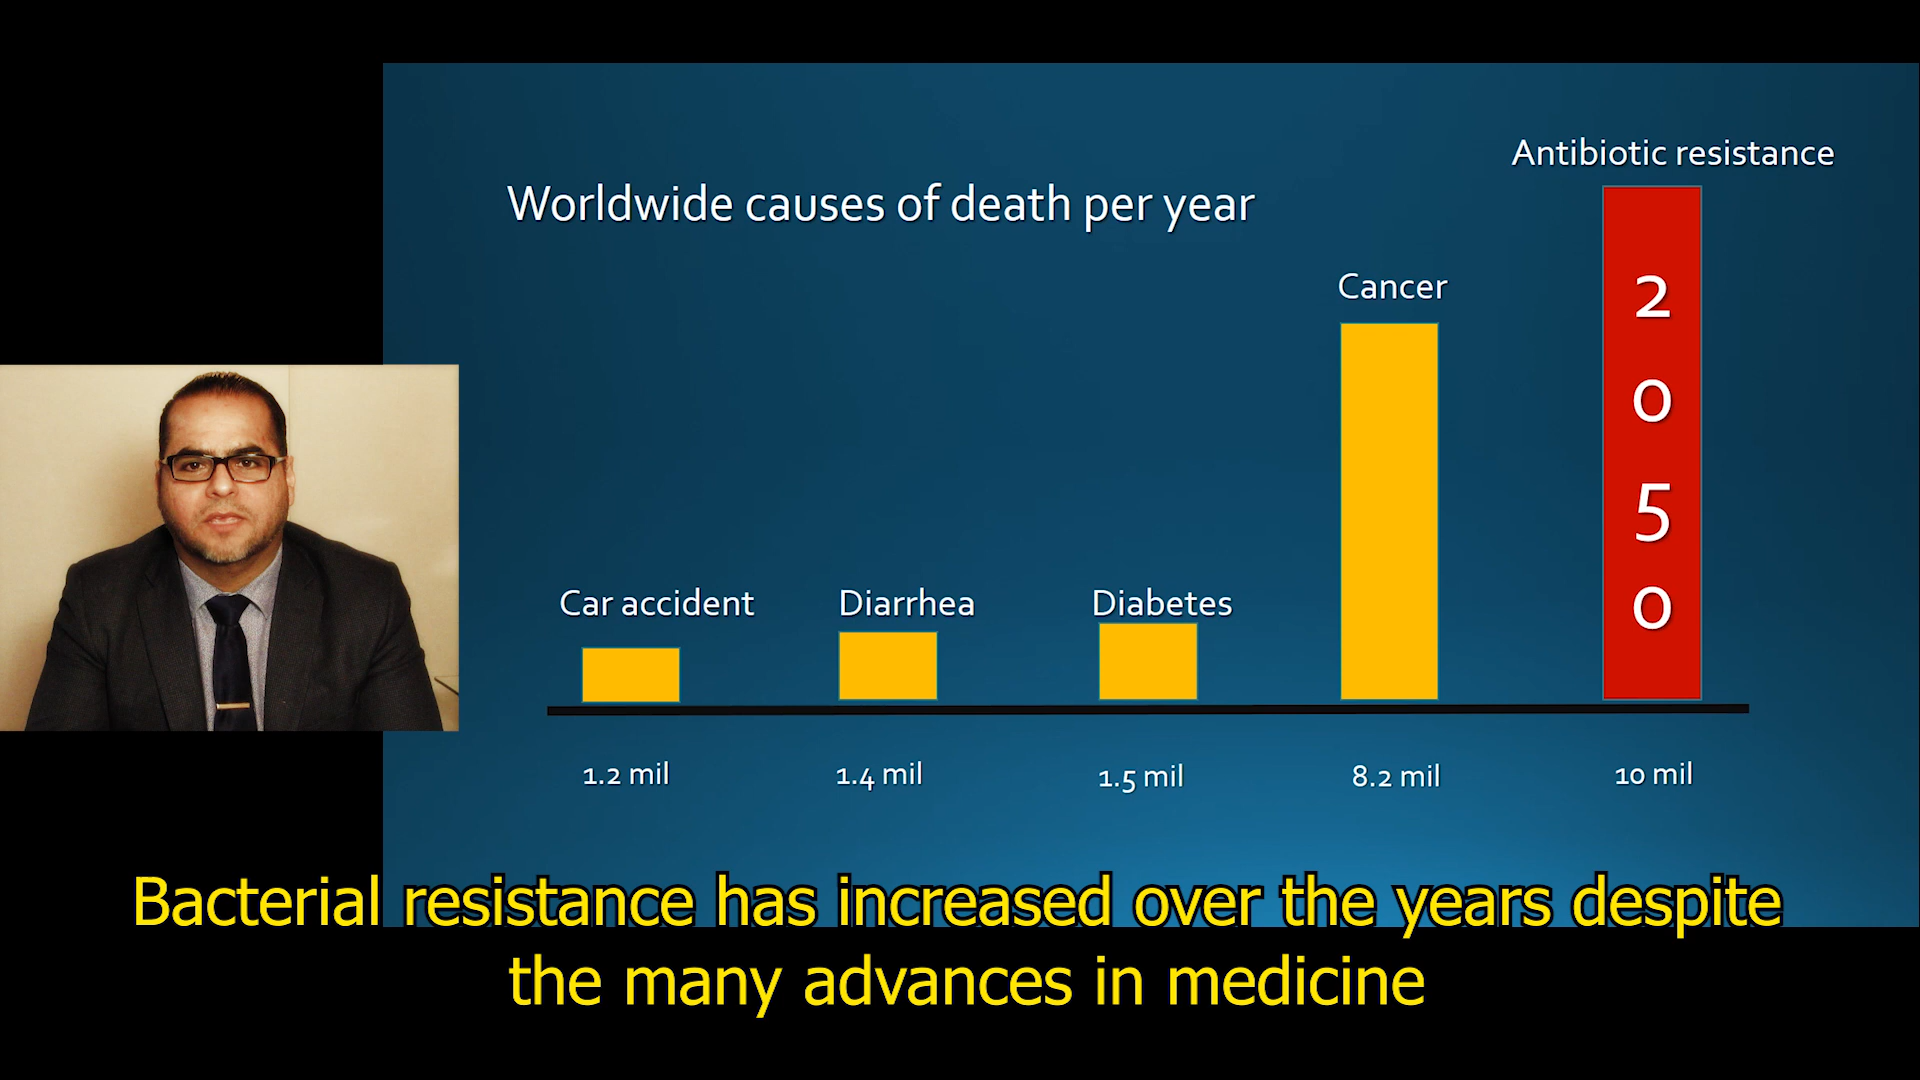 Antibiotic resistance
Worldwide causes of death per year
Cancer
2
0
5
0
Car accident Diarrhea Diabetes
1.2 mil 1.4 mil 1.5 mil 8.2 mil 10 mil
Bacterial resistance has increased over the years despite
the many advances in medicine